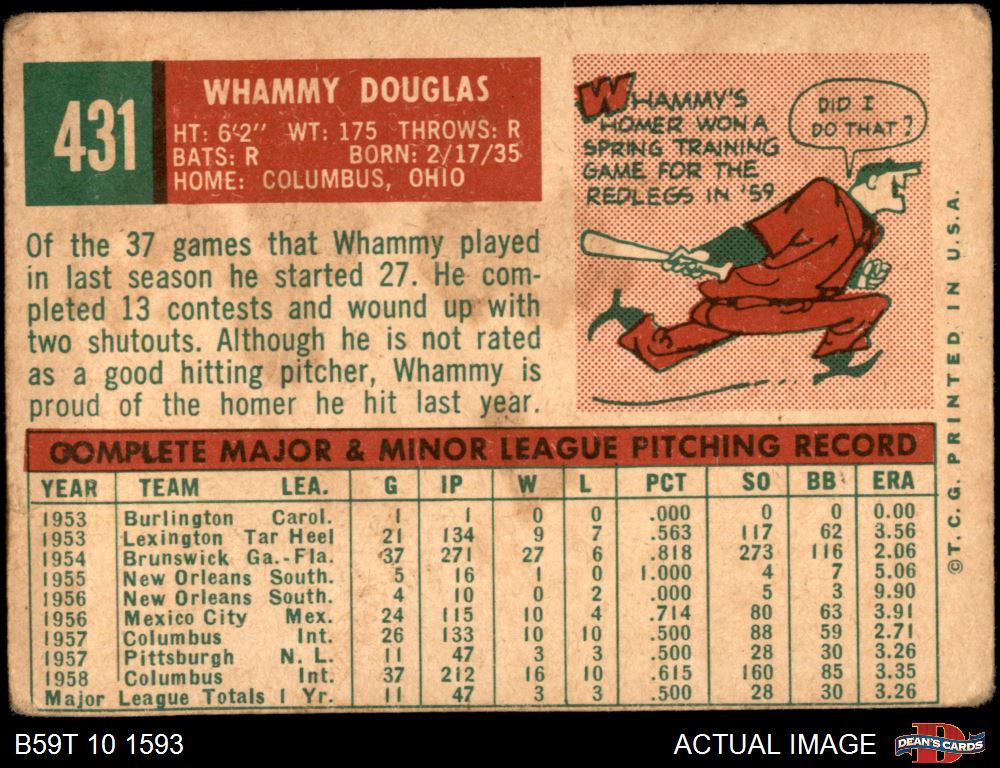 431
WHAMMY DOUGLAS
HT: 6'2" WT: 175 THROWS: R
BATS: R BORN: 2/17/35
HOME: COLUMBUS, OHIO
WHAMMY'S
HOMER WON A
SPRING TRAINING
GAME FOR THE
REDLEGS IN '59
DID I
DO THAT?
Of the 37 games that Whammy played
in last season he started 27. He com-
pleted 13 contests and wound up with
two shutouts. Although he is not rated
as a good hitting pitcher, Whammy is
proud of the homer he hit last year.
COMPLETE MAJOR & MINOR LEAGUE PITCHING RECORD
YEAR TEAM LEA. G IP W L PCT SO BB ERA
1953 Burlington Carol. 1 1 0 0 .000 0 0 0.00
1953 Lexington Tar Heel 21 134 9 7 .563 117 62 3.56
1954 Brunswick Ga.-Fla. 37 271 27 6 .818 273 116 2.06
1955 New Orleans South. 5 16 1 0 1.000 4 7 5.06
1956 New Orleans South. 4 10 0 2 .000 5 3 9.90
1956 Mexico City Mex. 24 115 10 4 .714 80 63 3.91
1957 Columbus Int. 26 133 10 10 .500 88 59 2.71
1957 Pittsburgh N. L. 11 47 3 3 .500 28 30 3.26
1958 Columbus Int. 37 212 16 10 .615 160 85 3.35
Major League Totals 1 Yr. 11 47 3 3 .500 28 30 3.26
©T. C. G. PRINTED IN U.S.A.
B59T 10 1593
ACTUAL IMAGE
D
DEAN'S CARDS